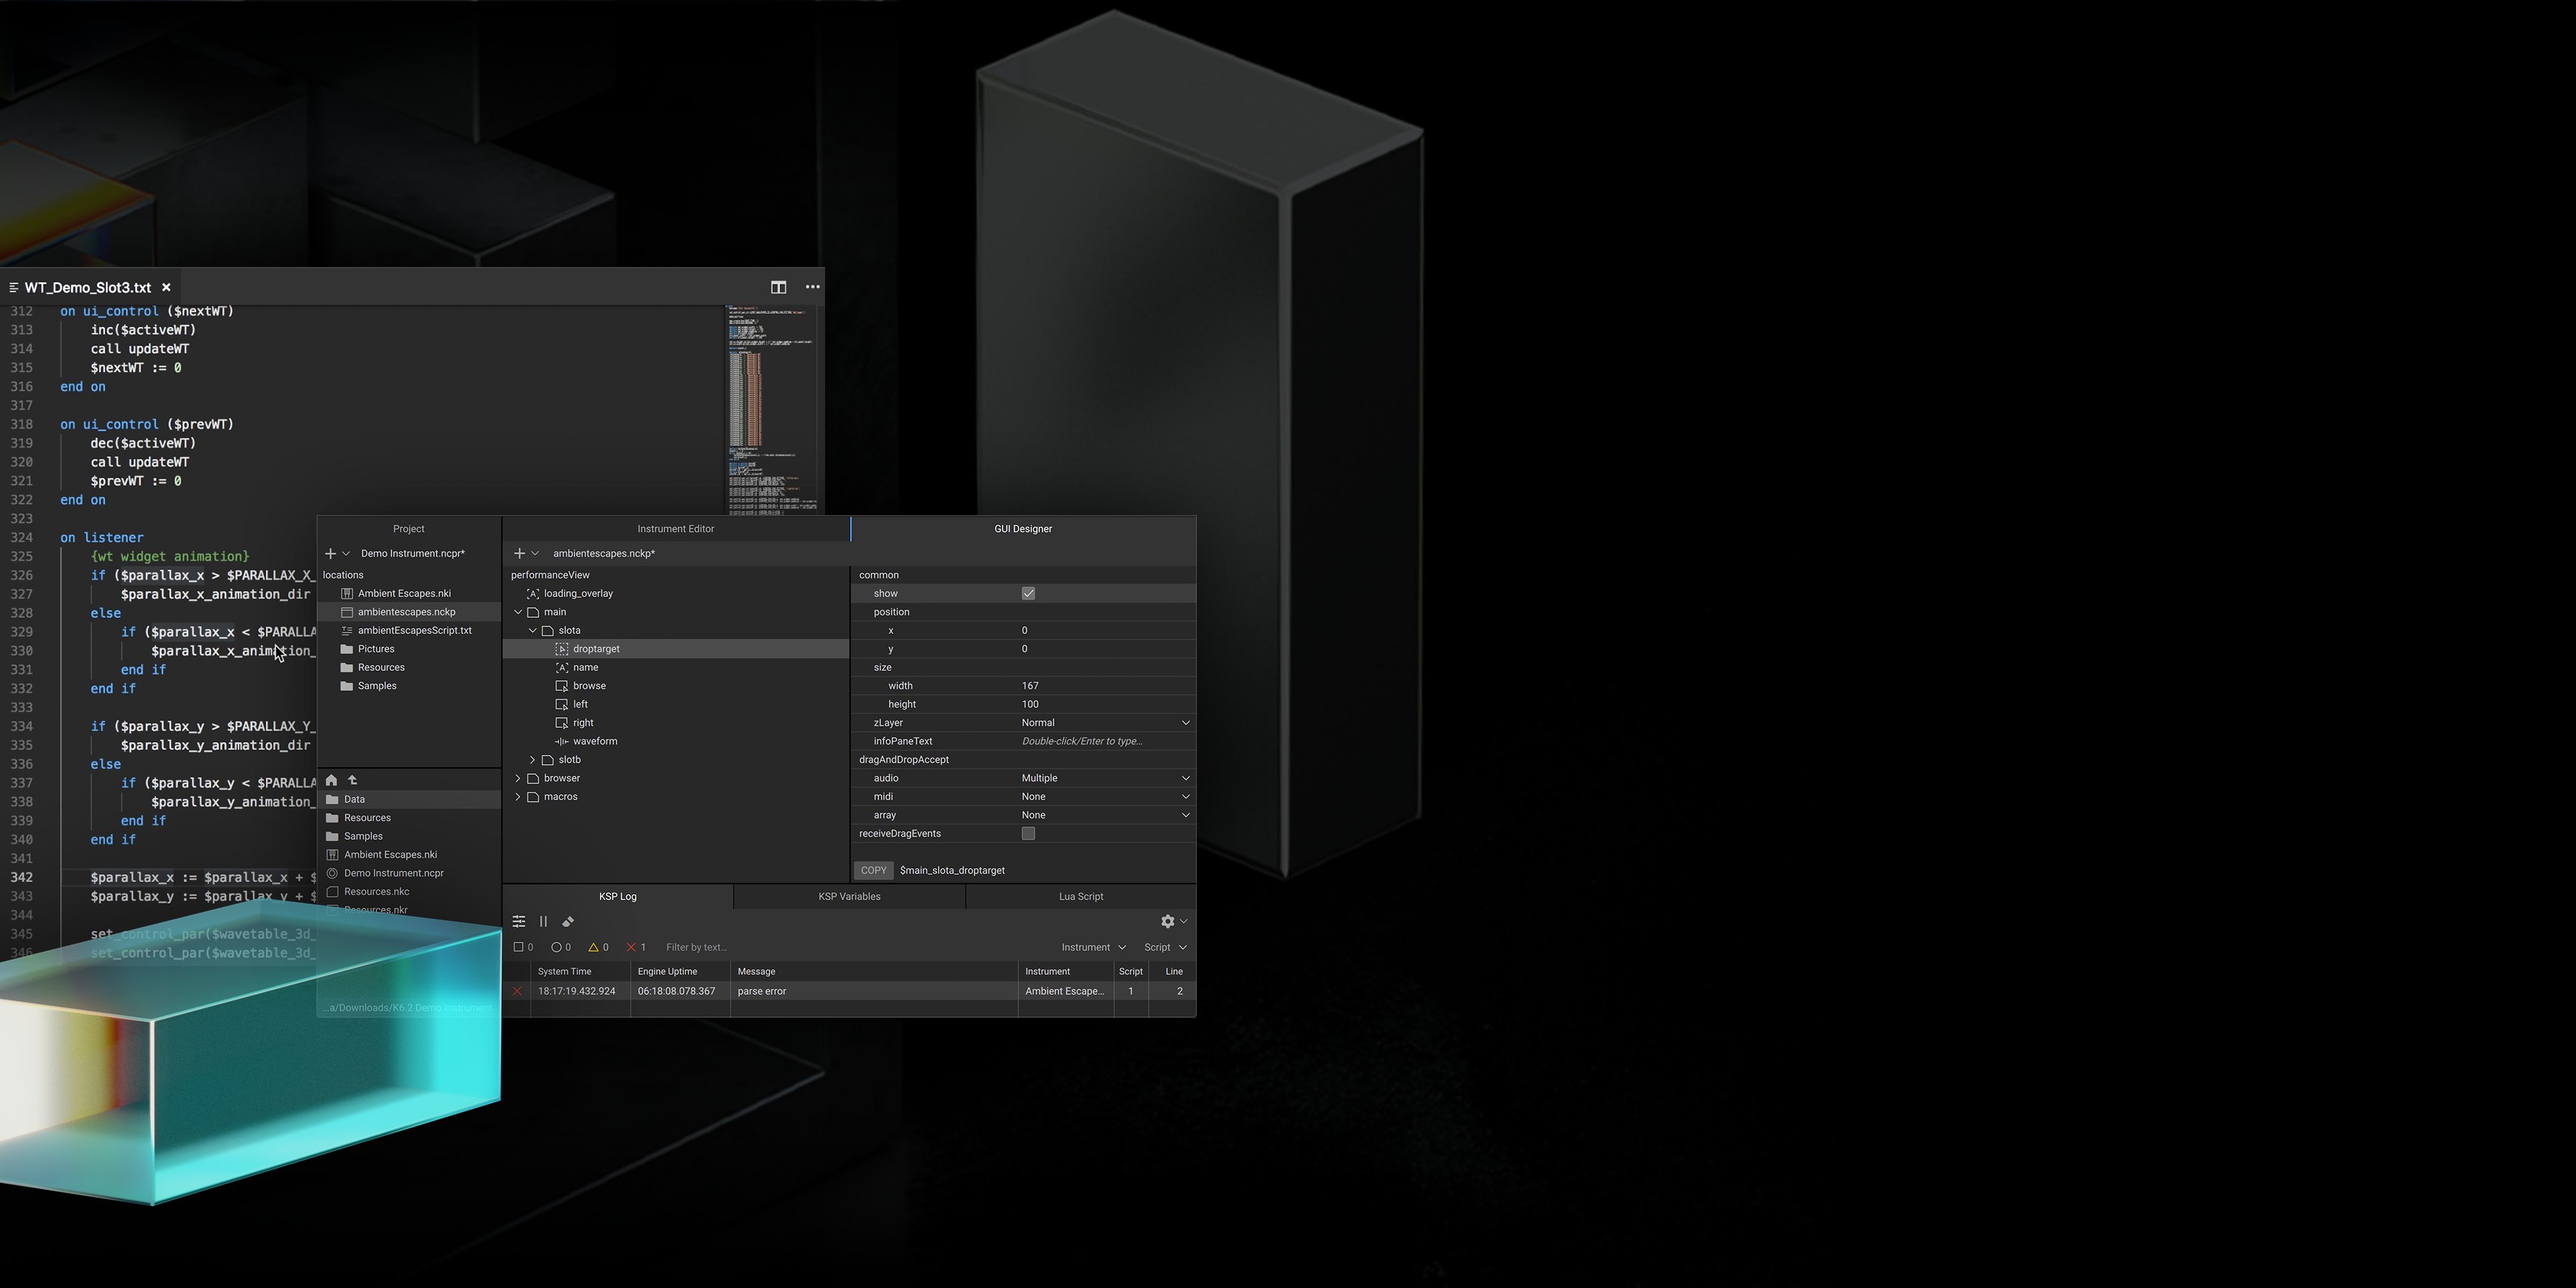 WT_Demo_Slot3.txt
312 on ui_control ($nextWT)
313 inc($activeWT)
314 call updateWT
315 $nextWT := 0
316 end on
317
318 on ui_control ($prevWT)
319 dec($activeWT)
320 call updateWT
321 $prevWT := 0
322 end on
323
324 on listener
325 {wt widget animation}
326 if ($parallax_x > $PARALLAX_X_
327 $parallax_x_animation_dir
328 else
329 if ($parallax_x < $PARALLA
330 $parallax_x_animation_
331 end if
332 end if
333
334 if ($parallax_y > $PARALLAX_Y_
335 $parallax_y_animation_dir
336 else
337 if ($parallax_y < $PARALLA
338 $parallax_y_animation_
339 end if
340 end if
341
342 $parallax_x := $parallax_x + $
343 $parallax_y := $parallax_y + $
344
345 set_control_par($wavetable_3d_
346 set_control_par($wavetable_3d_
Project
Demo Instrument.ncpr*
locations
Ambient Escapes.nki
ambientescapes.nckp
ambientEscapesScript.txt
Pictures
Resources
Samples
Data
Resources
Samples
Ambient Escapes.nki
Demo Instrument.ncpr
Resources.nkc
Resources.nkr
...a/Downloads/K6.2 Demo Instrument
Instrument Editor
ambientescapes.nckp*
performanceView
loading_overlay
main
slota
droptarget
name
browse
left
right
waveform
slotb
browser
macros
GUI Designer
common
show
position
x 0
y 0
size
width 167
height 100
zLayer Normal
infoPaneText Double-click/Enter to type...
dragAndDropAccept
audio Multiple
midi None
array None
receiveDragEvents
COPY $main_slota_droptarget
KSP Log KSP Variables Lua Script
0 0 0 1 Filter by text... Instrument Script
System Time Engine Uptime Message Instrument Script Line
18:17:19.432.924 06:18:08.078.367 parse error Ambient Escape... 1 2